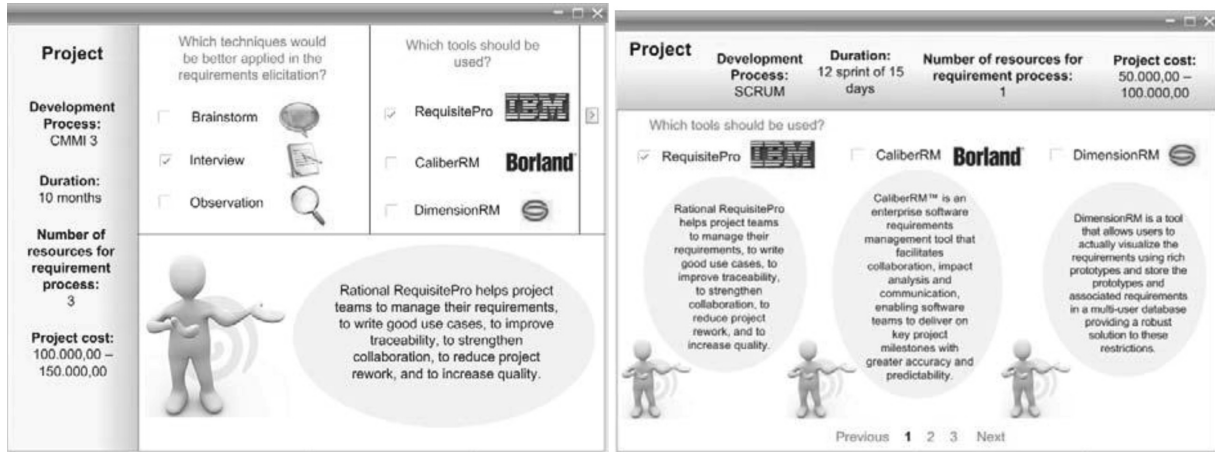 Project
Development
Process:
CMMI 3
Duration:
10 months
Number of
resources for
requirement
process:
3
Project cost:
100.000,00 –
150.000,00
Which techniques would
be better applied in the
requirements elicitation?
Brainstorm
Interview
Observation
Which tools should be
used?
RequisitePro IBM
CaliberRM Borland
DimensionRM
Rational RequisitePro helps project
teams to manage their requirements,
to write good use cases, to improve
traceability, to strengthen
collaboration, to reduce project
rework, and to increase quality.
Project
Development
Process:
SCRUM
Duration:
12 sprint of 15
days
Number of resources for
requirement process:
1
Project cost:
50.000,00 –
100.000,00
Which tools should be used?
RequisitePro IBM
CaliberRM Borland
DimensionRM
Rational RequisitePro
helps project teams
to manage their
requirements, to write
good use cases, to
improve traceability,
to strengthen
collaboration, to
reduce project
rework, and to
increase quality.
CaliberRM™ is an
enterprise software
requirements
management tool that
facilitates
collaboration, impact
analysis and
communication,
enabling software
teams to deliver on
key project
milestones with
greater accuracy and
predictability.
DimensionRM is a tool
that allows users to
actually visualize the
requirements using rich
prototypes and store the
prototypes and
associated requirements
in a multi-user database
providing a robust
solution to these
restrictions.
Previous 1 2 3 Next